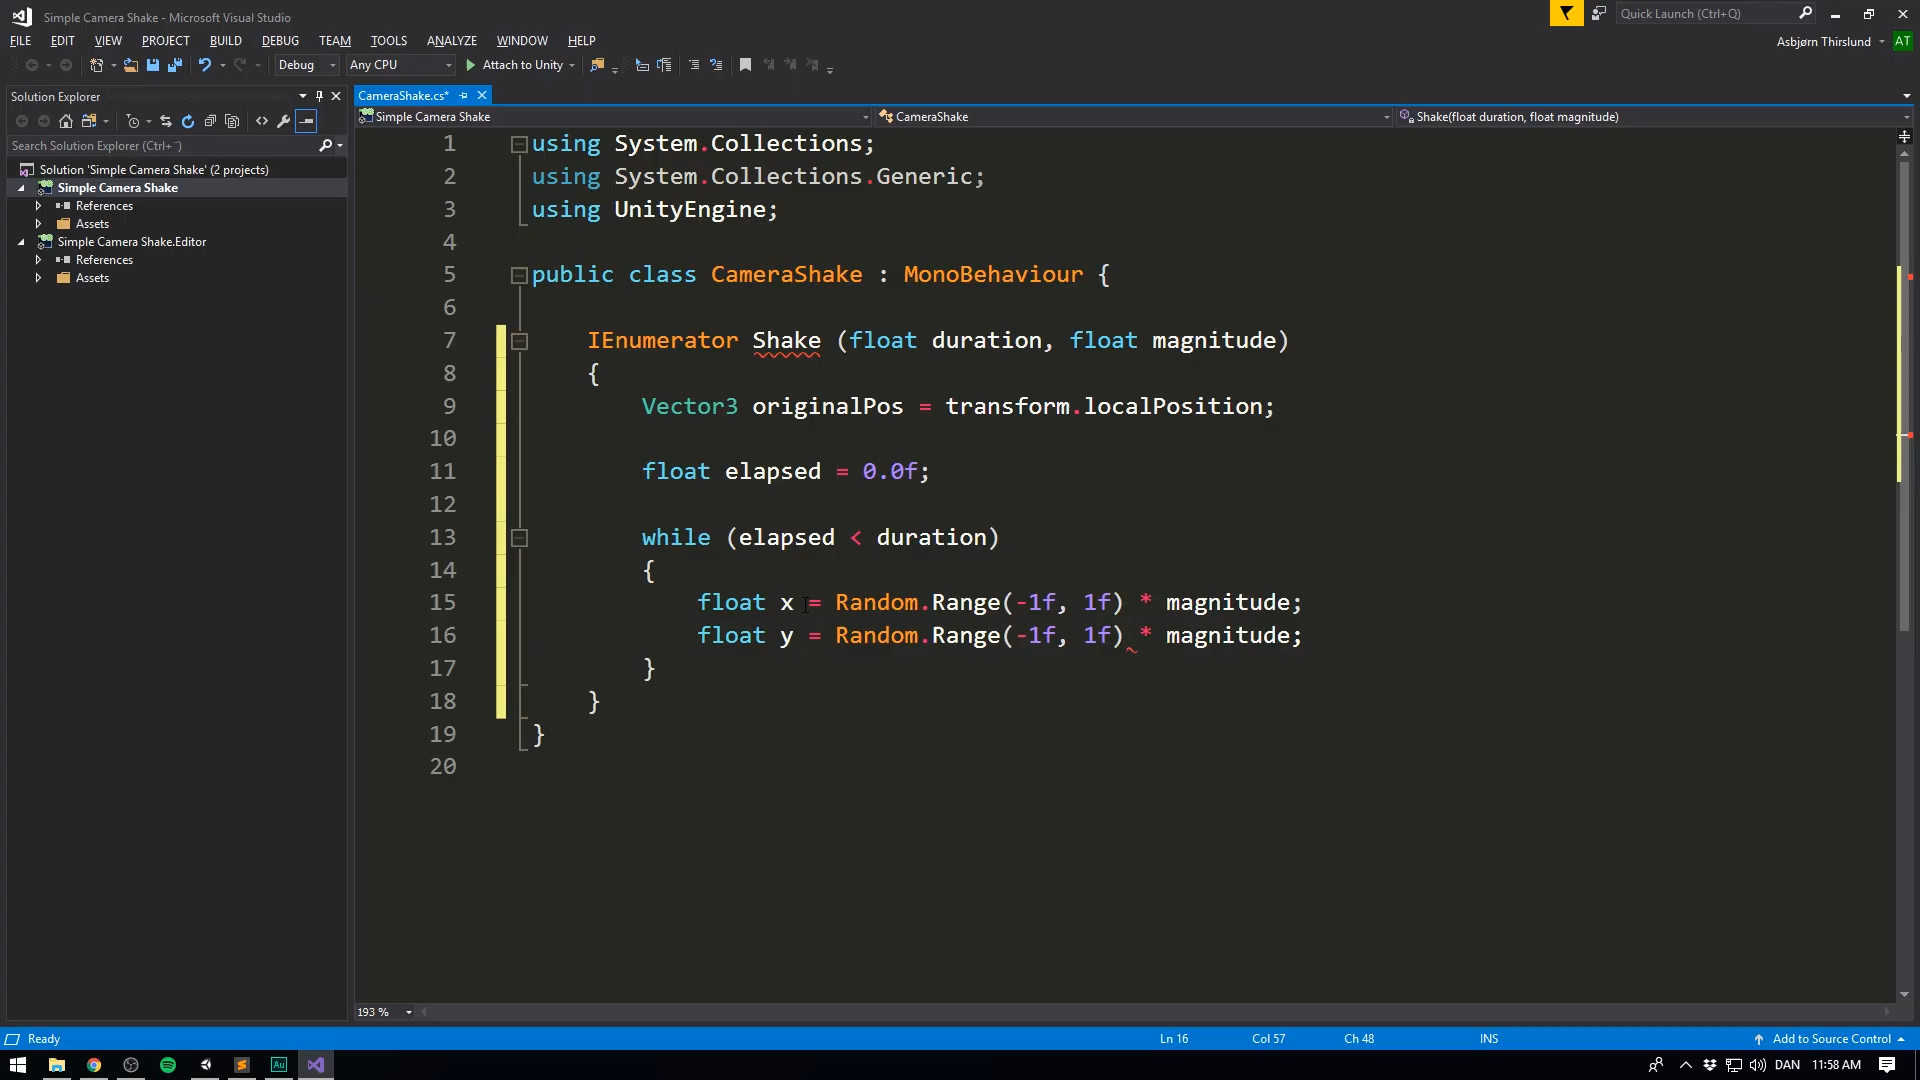 Simple Camera Shake - Microsoft Visual Studio
Quick Launch (Ctrl+Q)
FILE EDIT VIEW PROJECT BUILD DEBUG TEAM TOOLS ANALYZE WINDOW HELP
Asbjørn Thirslund AT
Debug Any CPU Attach to Unity
Solution Explorer
CameraShake.cs*
Simple Camera Shake CameraShake Shake(float duration, float magnitude)
Search Solution Explorer (Ctrl+¨)
Solution 'Simple Camera Shake' (2 projects)
Simple Camera Shake
References
Assets
Simple Camera Shake.Editor
References
Assets
1 using System.Collections;
2 using System.Collections.Generic;
3 using UnityEngine;
4
5 public class CameraShake : MonoBehaviour {
6
7 IEnumerator Shake (float duration, float magnitude)
8 {
9 Vector3 originalPos = transform.localPosition;
10
11 float elapsed = 0.0f;
12
13 while (elapsed < duration)
14 {
15 float x = Random.Range(-1f, 1f) * magnitude;
16 float y = Random.Range(-1f, 1f) * magnitude;
17 }
18 }
19 }
20
193 %
Ready Ln 16 Col 57 Ch 48 INS Add to Source Control
Au DAN 11:58 AM